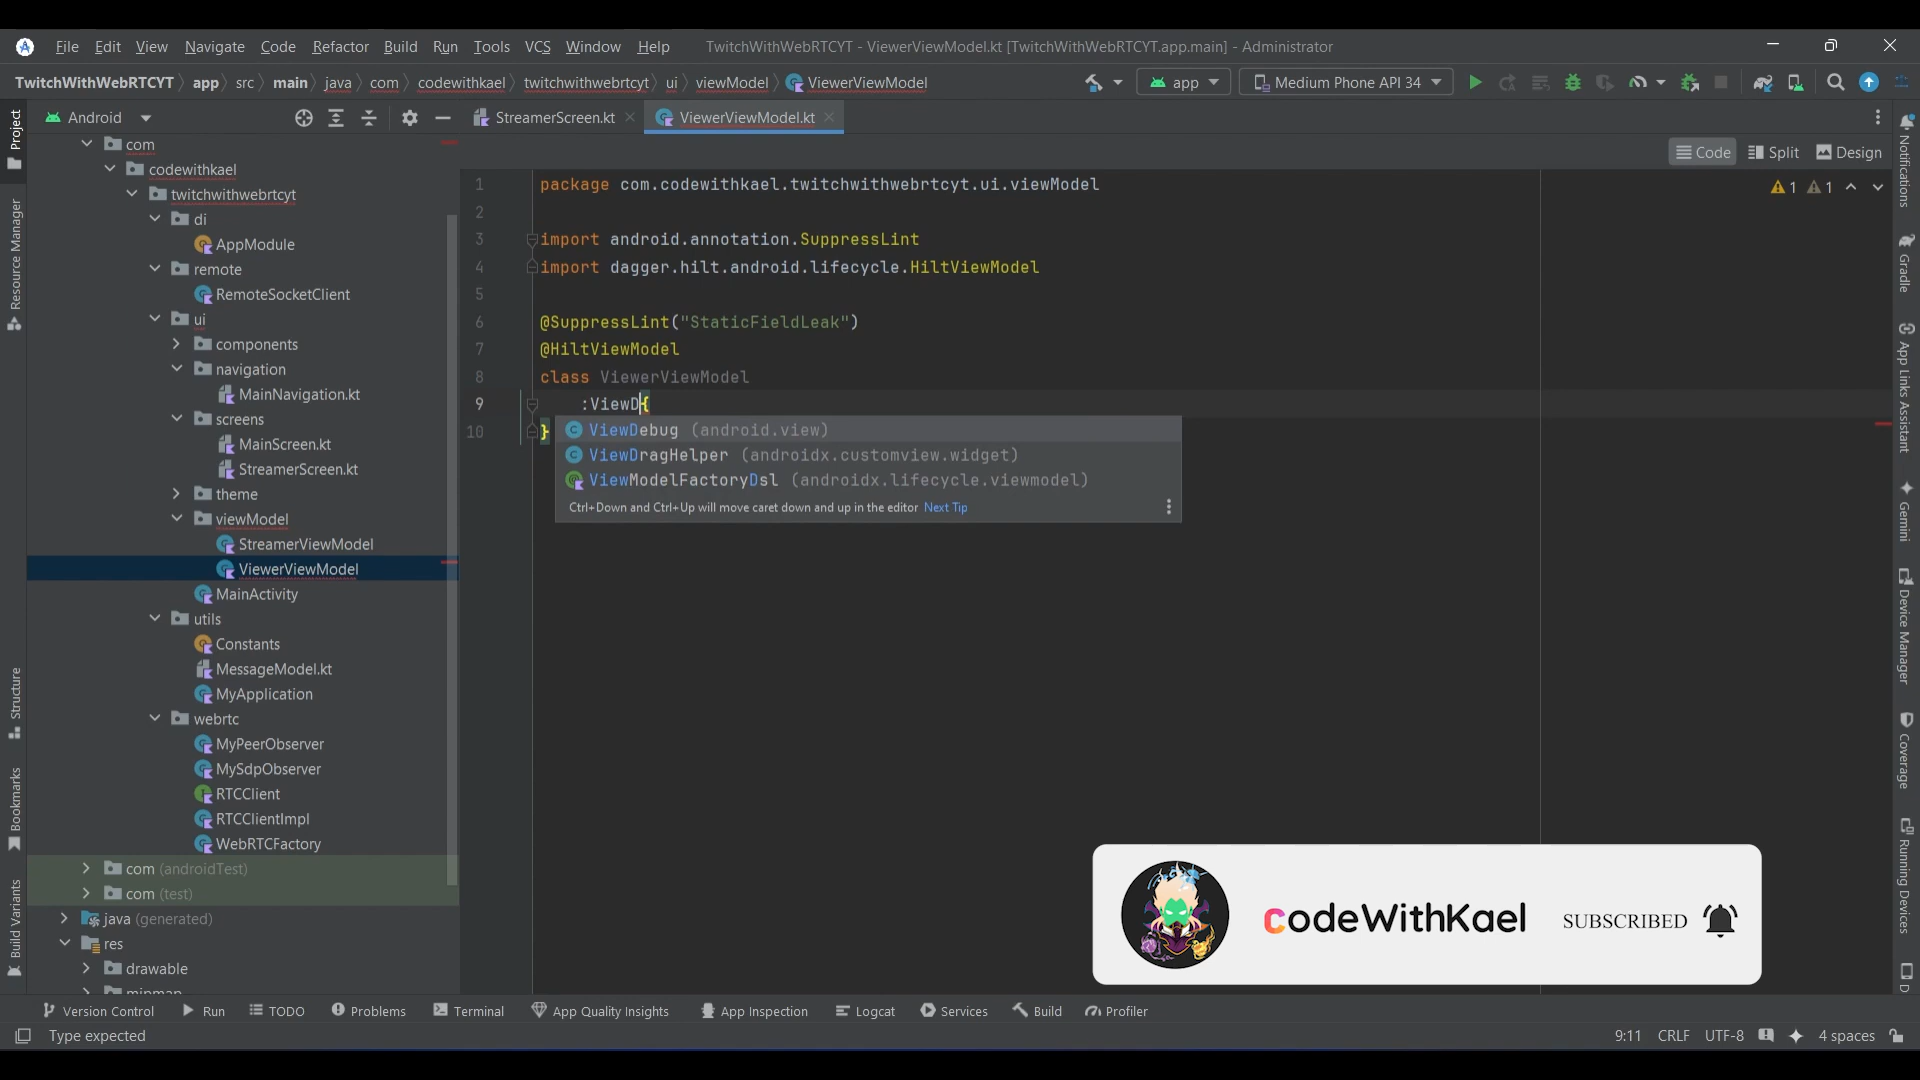 File Edit View Navigate Code Refactor Build Run Tools VCS Window Help TwitchWithWebRTCYT - ViewerViewModel.kt [TwitchWithWebRTCYT.app.main] - Administrator
TwitchWithWebRTCYT app src main java com codewithkael twitchwithwebrtcyt ui viewModel ViewerViewModel app Medium Phone API 34
Android StreamerScreen.kt ViewerViewModel.kt
Code Split Design
Project
Resource Manager
Structure
Bookmarks
Build Variants
com
codewithkael
twitchwithwebrtcyt
di
AppModule
remote
RemoteSocketClient
ui
components
navigation
MainNavigation.kt
screens
MainScreen.kt
StreamerScreen.kt
theme
viewModel
StreamerViewModel
ViewerViewModel
MainActivity
utils
Constants
MessageModel.kt
MyApplication
webrtc
MyPeerObserver
MySdpObserver
RTCClient
RTCClientImpl
WebRTCFactory
com (androidTest)
com (test)
java (generated)
res
drawable
mipmap
1 package com.codewithkael.twitchwithwebrtcyt.ui.viewModel
2
3 import android.annotation.SuppressLint
4 import dagger.hilt.android.lifecycle.HiltViewModel
5
6 @SuppressLint("StaticFieldLeak")
7 @HiltViewModel
8 class ViewerViewModel
9 :ViewD{
10 }
1 1
ViewDebug (android.view)
ViewDragHelper (androidx.customview.widget)
ViewModelFactoryDsl (androidx.lifecycle.viewmodel)
Ctrl+Down and Ctrl+Up will move caret down and up in the editor Next Tip
codeWithKael SUBSCRIBED
Notifications
Gradle
App Links Assistant
Gemini
Device Manager
Coverage
Running Devices
D
Version Control Run TODO Problems Terminal App Quality Insights App Inspection Logcat Services Build Profiler
Type expected 9:11 CRLF UTF-8 4 spaces